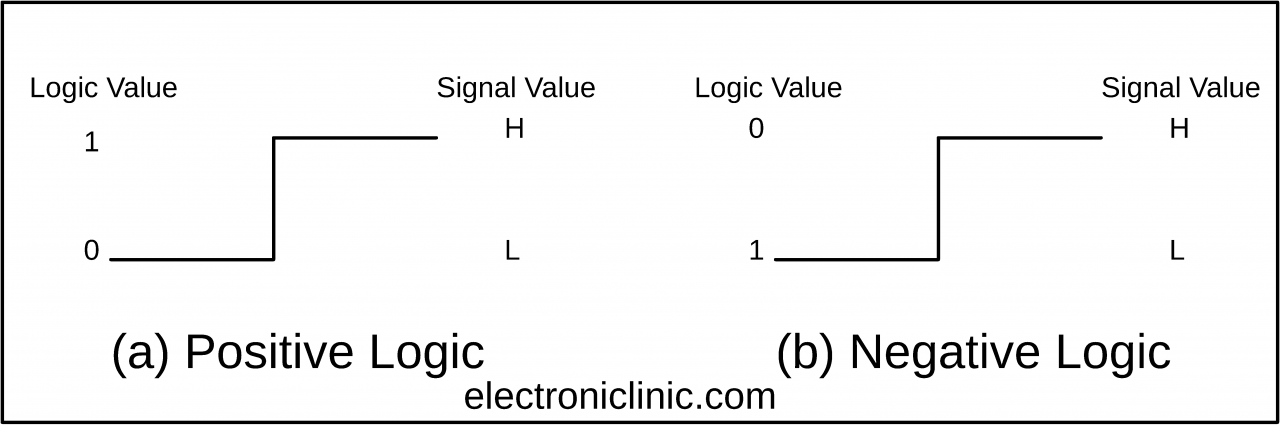 Logic Value Signal Value Logic Value Signal Value
1 H 0 H
0 L 1 L
(a) Positive Logic (b) Negative Logic
electroniclinic.com